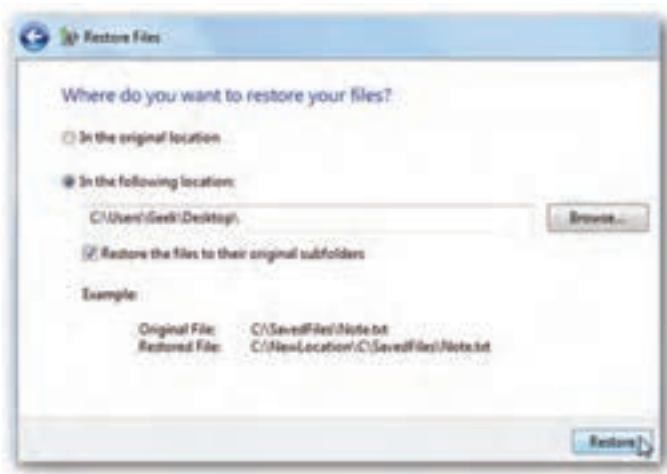 Restore Files
Where do you want to restore your files?
In the original location
In the following location:
C:\Users\Geek\Desktop\
Browse...
Restore the files to their original subfolders
Example:
Original File: C:\SavedFiles\Note.txt
Restored File: C:\NewLocation\C\SavedFiles\Note.txt
Restore